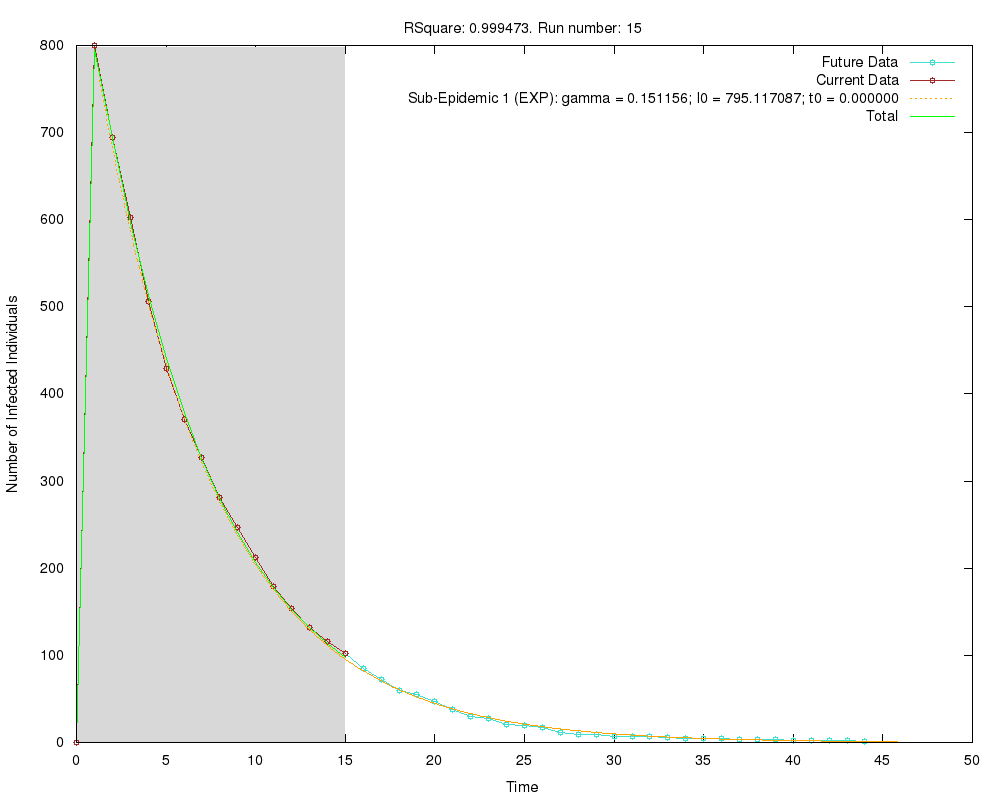 RSquare: 0.999473. Run number: 15
Future Data
Current Data
Sub-Epidemic 1 (EXP): gamma = 0.151156; I0 = 795.117087; t0 = 0.000000
Total
Number of Infected Individuals
800
700
600
500
400
300
200
100
0
0 5 10 15 20 25 30 35 40 45 50
Time